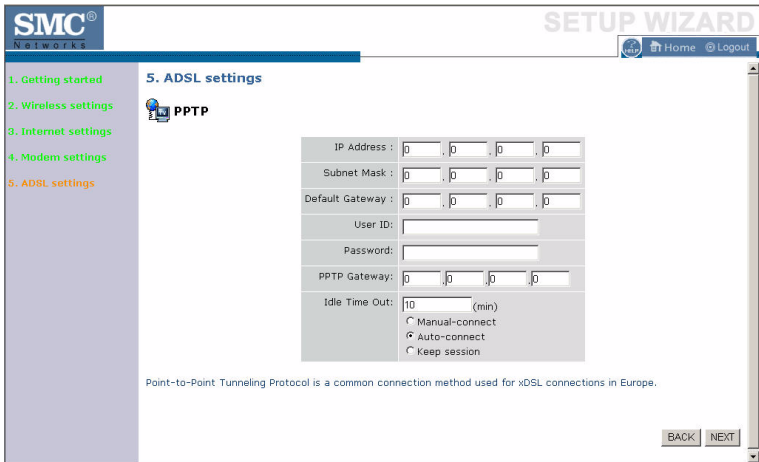 SMC®
Networks
SETUP WIZARD
HELP Home Logout
1. Getting started
2. Wireless settings
3. Internet settings
4. Modem settings
5. ADSL settings
5. ADSL settings
PPTP
IP Address : 0 . 0 . 0 . 0
Subnet Mask : 0 . 0 . 0 . 0
Default Gateway : 0 . 0 . 0 . 0
User ID:
Password:
PPTP Gateway: 0 . 0 . 0 . 0
Idle Time Out: 10 (min)
Manual-connect
Auto-connect
Keep session
Point-to-Point Tunneling Protocol is a common connection method used for xDSL connections in Europe.
BACK NEXT